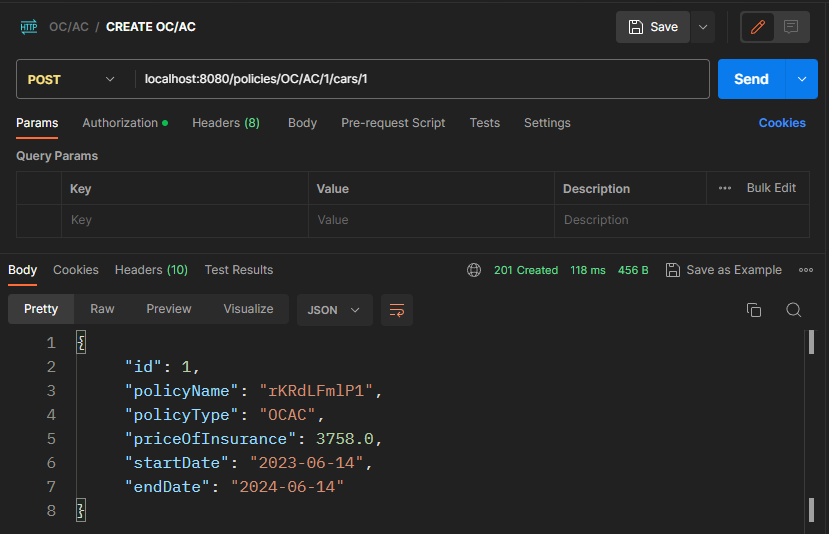 HTTP OC/AC / CREATE OC/AC Save
POST localhost:8080/policies/OC/AC/1/cars/1 Send
Params Authorization Headers (8) Body Pre-request Script Tests Settings Cookies
Query Params
Key Value Description ••• Bulk Edit
Key Value Description
Body Cookies Headers (10) Test Results 201 Created 118 ms 456 B Save as Example •••
Pretty Raw Preview Visualize JSON
1 {
2 "id": 1,
3 "policyName": "rKRdLFmlP1",
4 "policyType": "OCAC",
5 "priceOfInsurance": 3758.0,
6 "startDate": "2023-06-14",
7 "endDate": "2024-06-14"
8 }